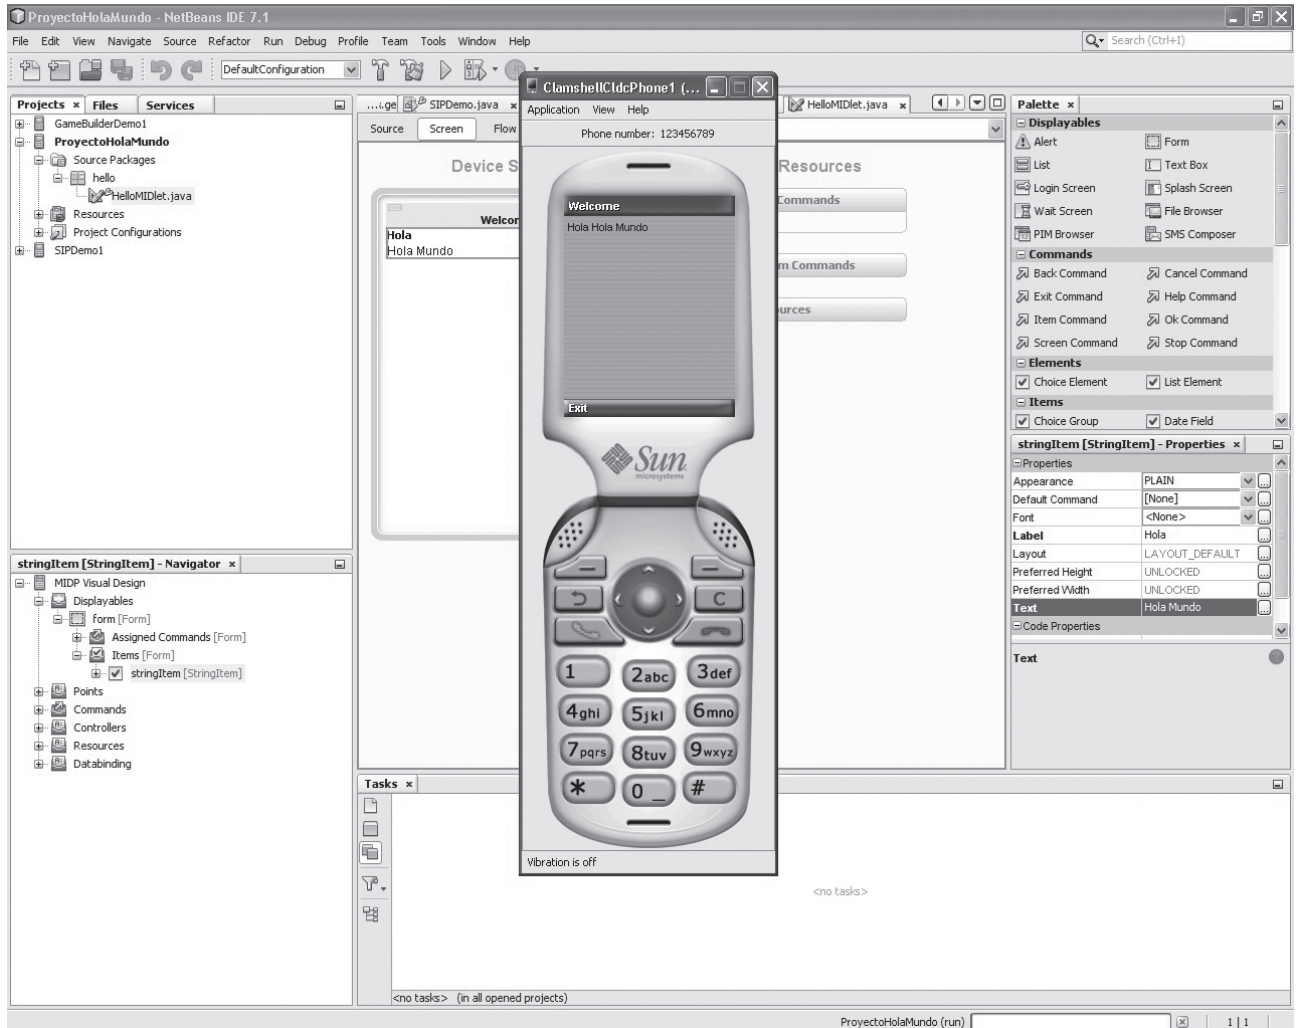 ProyectoHolaMundo - NetBeans IDE 7.1
File Edit View Navigate Source Refactor Run Debug Profile Team Tools Window Help
Search (Ctrl+I)
DefaultConfiguration
Projects Files Services
GameBuilderDemo1
ProyectoHolaMundo
Source Packages
hello
HelloMIDlet.java
Resources
Project Configurations
SIPDemo1
stringItem [StringItem] - Navigator
MIDP Visual Design
Displayables
form [Form]
Assigned Commands [Form]
Items [Form]
stringItem [StringItem]
Points
Commands
Controllers
Resources
Databinding
SIPDemo.java
HelloMIDlet.java
Source Screen Flow
Device S
Resources
Welcor
Hola
Hola Mundo
Commands
m Commands
urces
ClamshellCldcPhone1 (...
Application View Help
Phone number: 123456789
Welcome
Hola Hola Mundo
Exit
Sun
microsystems
C
1 2abc 3def
4ghi 5jkl 6mno
7pqrs 8tuv 9wxyz
* 0 _ #
Vibration is off
Palette
Displayables
Alert Form
List Text Box
Login Screen Splash Screen
Wait Screen File Browser
PIM Browser SMS Composer
Commands
Back Command Cancel Command
Exit Command Help Command
Item Command Ok Command
Screen Command Stop Command
Elements
Choice Element List Element
Items
Choice Group Date Field
stringItem [StringItem] - Properties
Properties
Appearance PLAIN
Default Command [None]
Font <None>
Label Hola
Layout LAYOUT_DEFAULT
Preferred Height UNLOCKED
Preferred Width UNLOCKED
Text Hola Mundo
Code Properties
Text
Tasks
<no tasks>
<no tasks> (in all opened projects)
ProyectoHolaMundo (run)
1 | 1